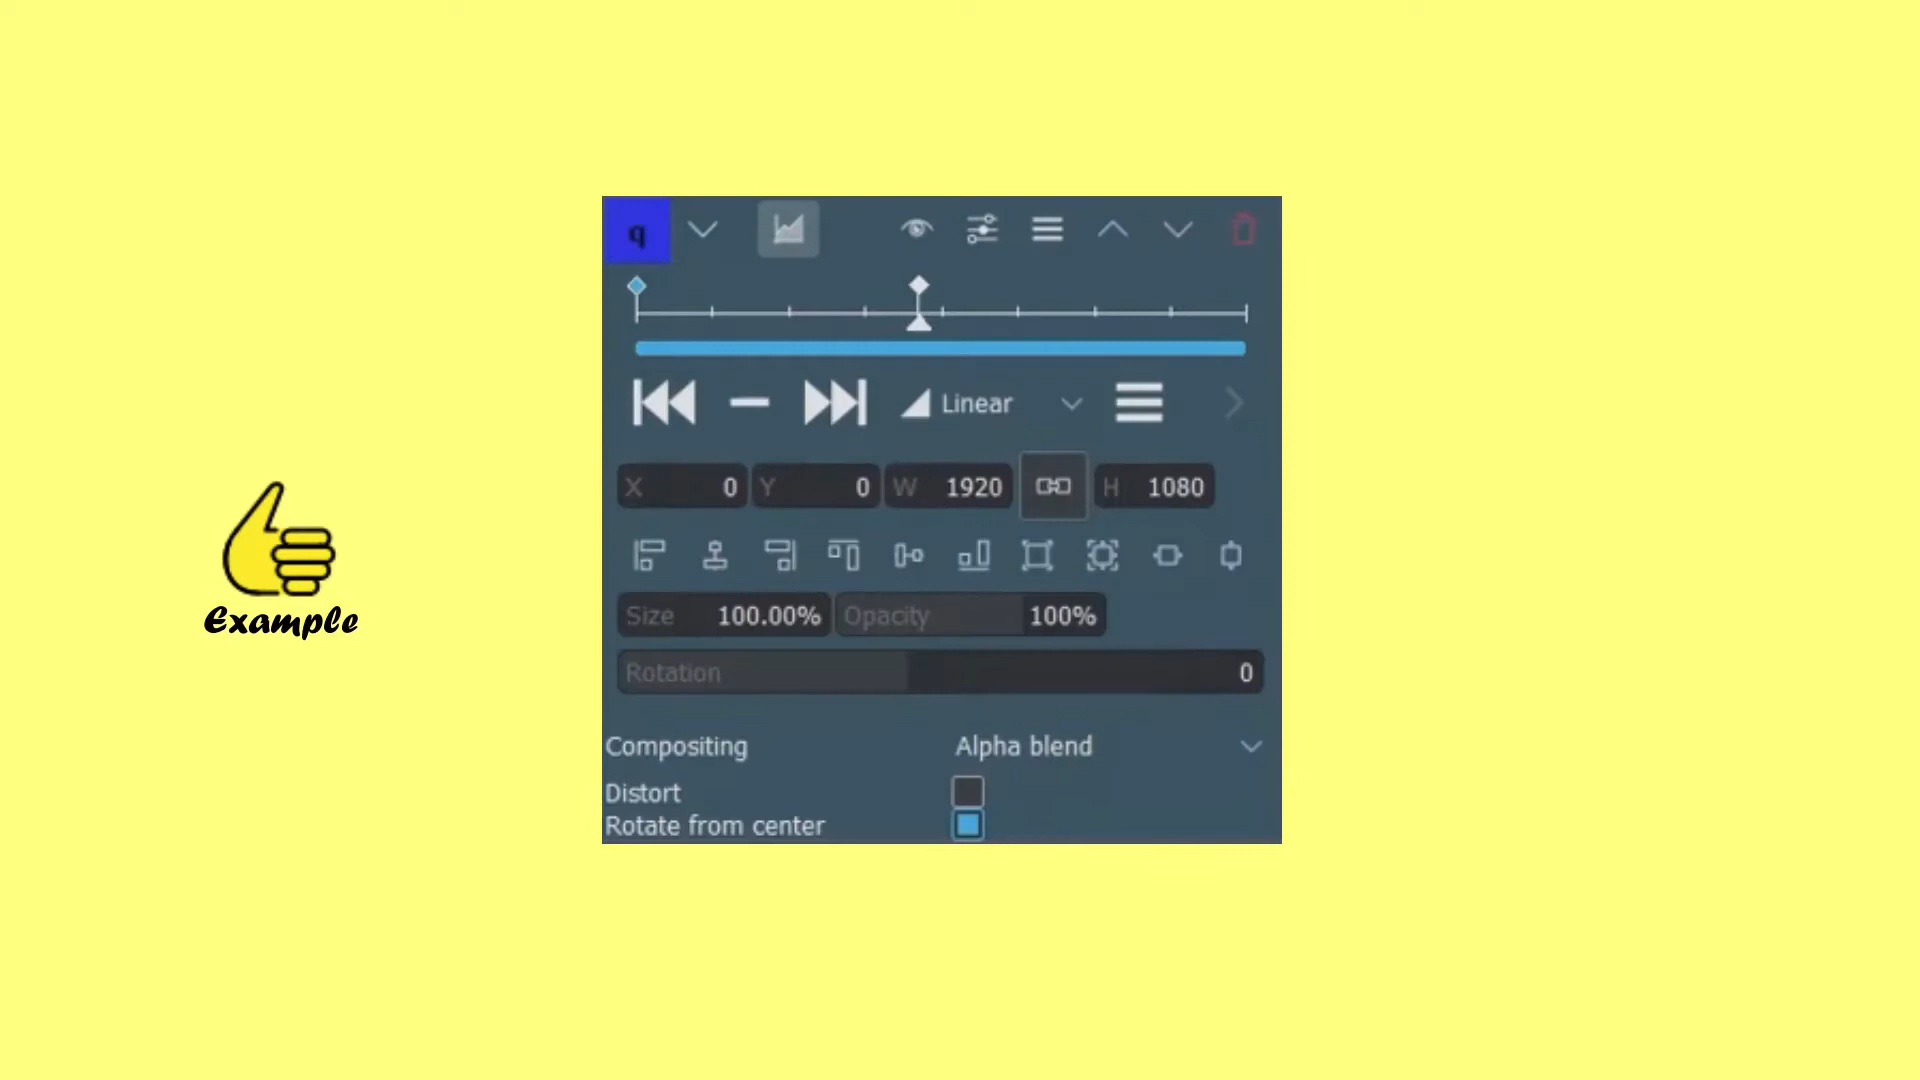 q
Linear
X 0 Y 0 W 1920 H 1080
Size 100.00% Opacity 100%
Rotation 0
Example
Compositing Alpha blend
Distort
Rotate from center